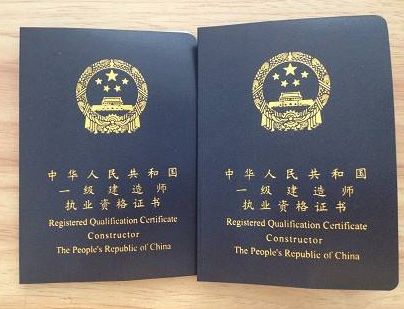 中华人民共和国
一级建造师
执业资格证书
Registered Qualification Certificate
Constructor
The People's Republic of China
中华人民共和国
一级建造师
执业资格证书
Registered Qualification Certificate
Constructor
The People's Republic of China